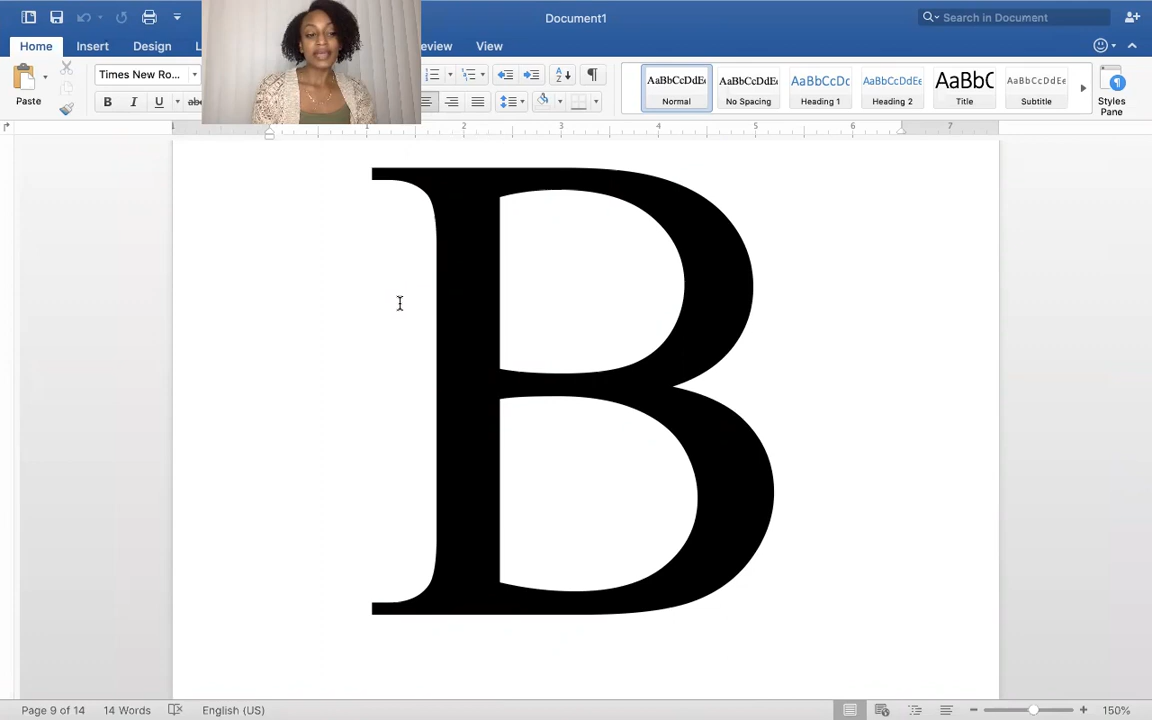 Document1
Search in Document
Home Insert Design L eview View
Paste
Times New Ro...
B I U abc
AaBbCcDdEe AaBbCcDdEe AaBbCcDc AaBbCcDdEe AaBbC AaBbCcDdEe
Normal No Spacing Heading 1 Heading 2 Title Subtitle
Styles
Pane
1 1 2 3 4 5 6 7
B
Page 9 of 14 14 Words English (US) 150%